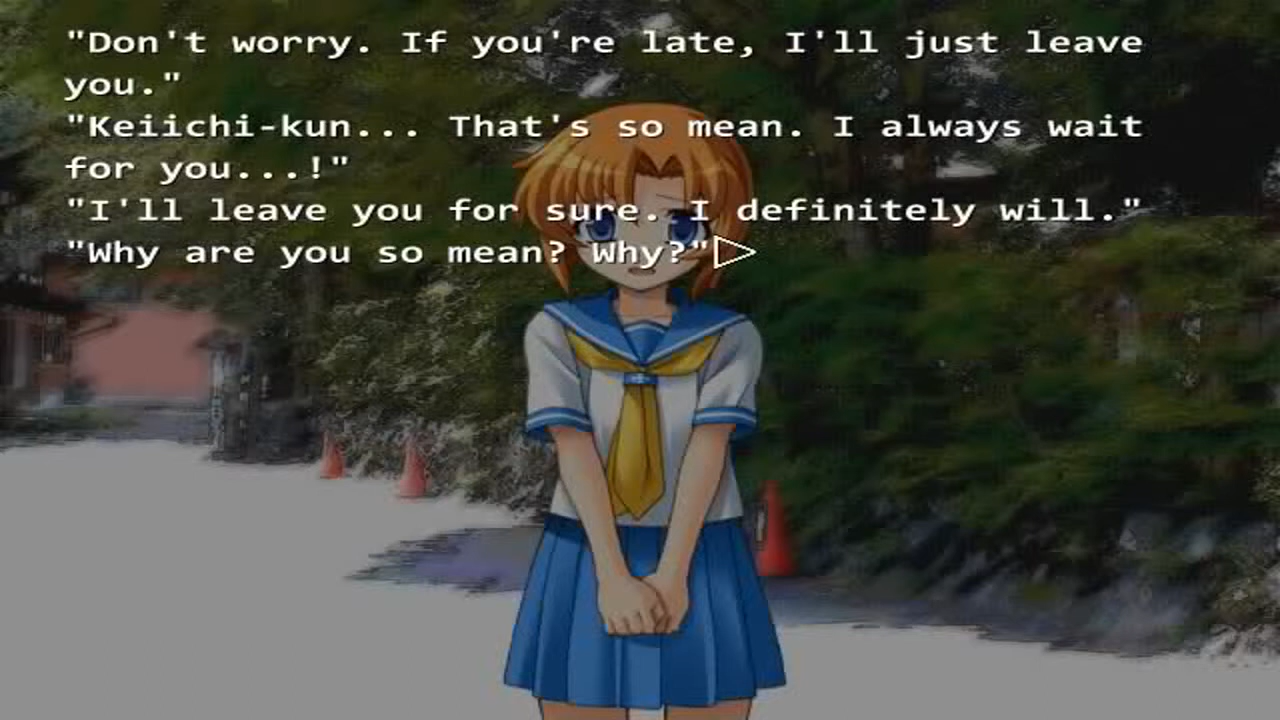 "Don't worry. If you're late, I'll just leave
you."
"Keiichi-kun... That's so mean. I always wait
for you...!"
"I'll leave you for sure. I definitely will."
"Why are you so mean? Why?"